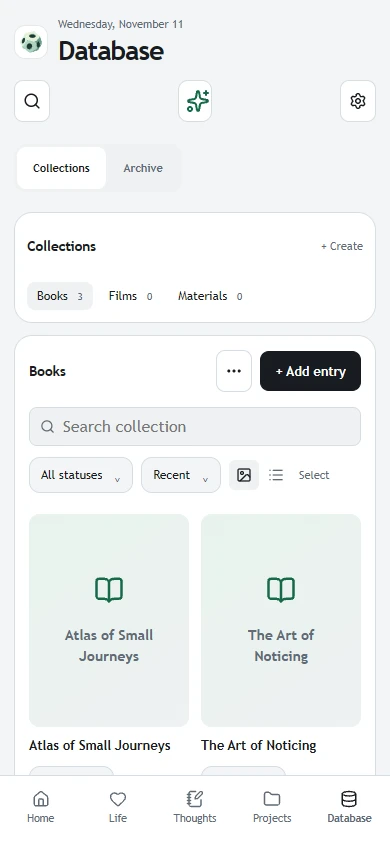 Wednesday, November 11
Database
Collections
Archive
Collections
+ Create
Books 3
Films 0
Materials 0
Books
+ Add entry
Search collection
All statuses
Recent
Select
Atlas of Small
Journeys
The Art of
Noticing
Atlas of Small Journeys
The Art of Noticing
Home
Life
Thoughts
Projects
Database